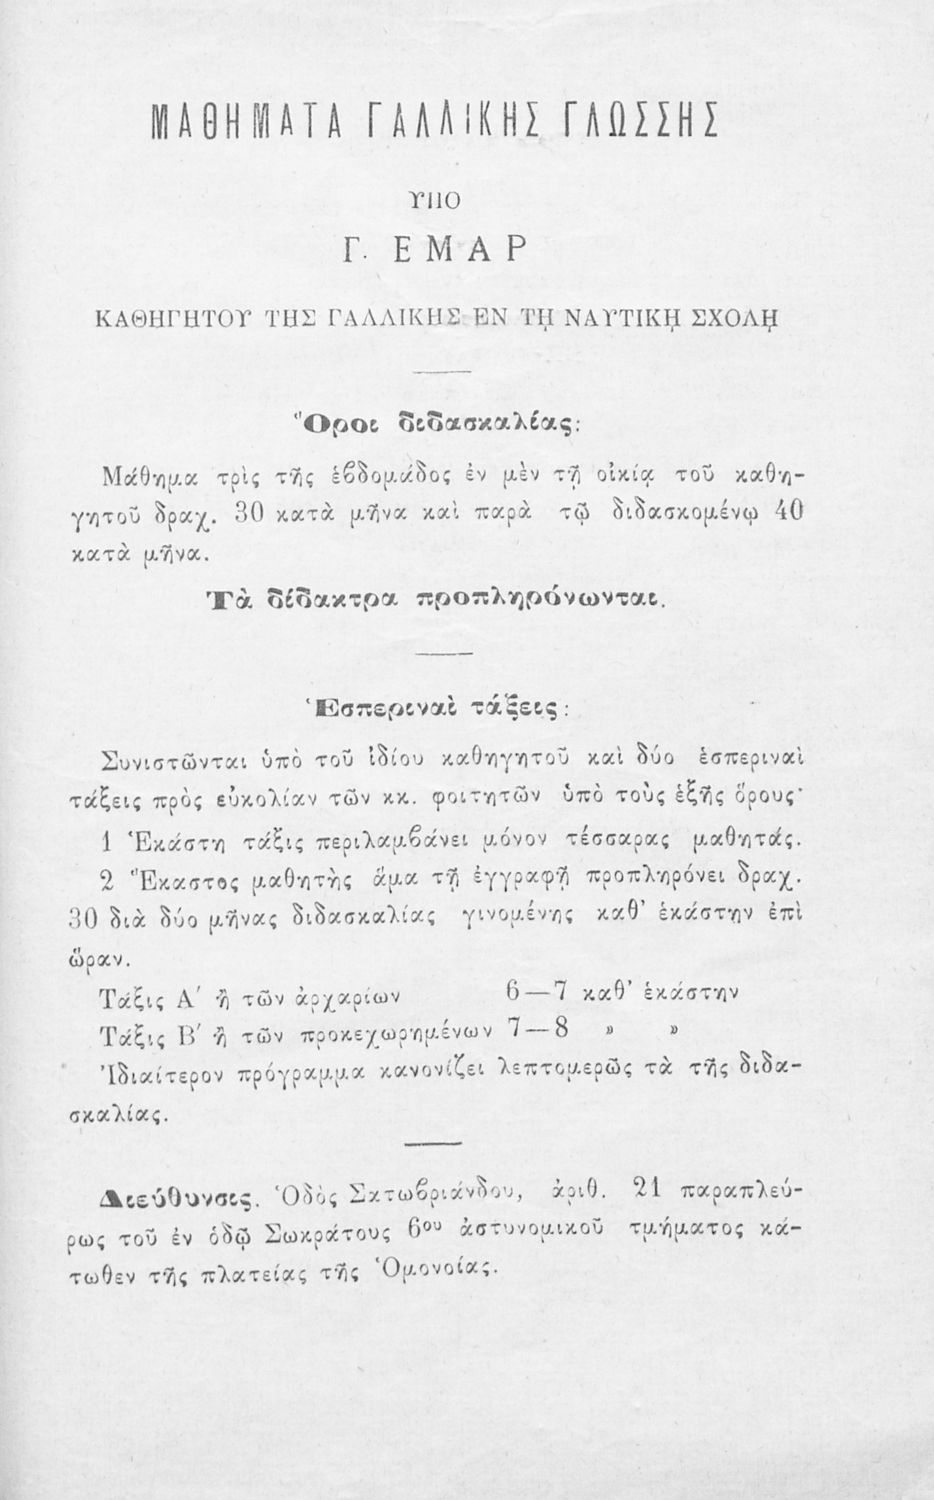 ΜΑΘΗΜΑΤΑ ΓΑΛΛΙΚΗΣ ΓΛΩΣΣΗΣ
ΥΠΟ
Γ. ΕΜΑΡ
ΚΑΘΗΓΗΤΟΥ ΤΗΣ ΓΑΛΛΙΚΗΣ ΕΝ Τῌ ΝΑΥΤΙΚῌ ΣΧΟΛῌ
Ὅροι διδασκαλίας:
Μάθημα τρὶς τῆς ἑβδομάδος ἐν μὲν τῇ οἰκίᾳ τοῦ καθη-
γητοῦ δραχ. 30 κατὰ μῆνα καὶ παρὰ τῷ διδασκομένῳ 40
κατὰ μῆνα.
Τὰ δίδακτρα προπληρόνωνται.
Ἑσπεριναὶ τάξεις:
Συνιστῶνται ὑπὸ τοῦ ἰδίου καθηγητοῦ καὶ δύο ἑσπεριναὶ
τάξεις πρὸς εὐκολίαν τῶν κκ. φοιτητῶν ὑπὸ τοὺς ἑξῆς ὅρους·
1 Ἑκάστη τάξις περιλαμβάνει μόνον τέσσαρας μαθητάς.
2 Ἕκαστος μαθητὴς ἅμα τῇ ἐγγραφῇ προπληρόνει δραχ.
30 διὰ δύο μῆνας διδασκαλίας γινομένης καθ' ἑκάστην ἐπὶ
ὥραν.
Τάξις Α' ἢ τῶν ἀρχαρίων 6—7 καθ' ἑκάστην
Τάξις Β' ἢ τῶν προκεχωρημένων 7—8 » »
Ἰδιαίτερον πρόγραμμα κανονίζει λεπτομερῶς τὰ τῆς διδα-
σκαλίας.
Διεύθυνσις. Ὁδὸς Σατωβριάνδου, ἀριθ. 21 παραπλεύ-
ρως τοῦ ἐν ὁδῷ Σωκράτους 6ου ἀστυνομικοῦ τμήματος κά-
τωθεν τῆς πλατείας τῆς Ὁμονοίας.